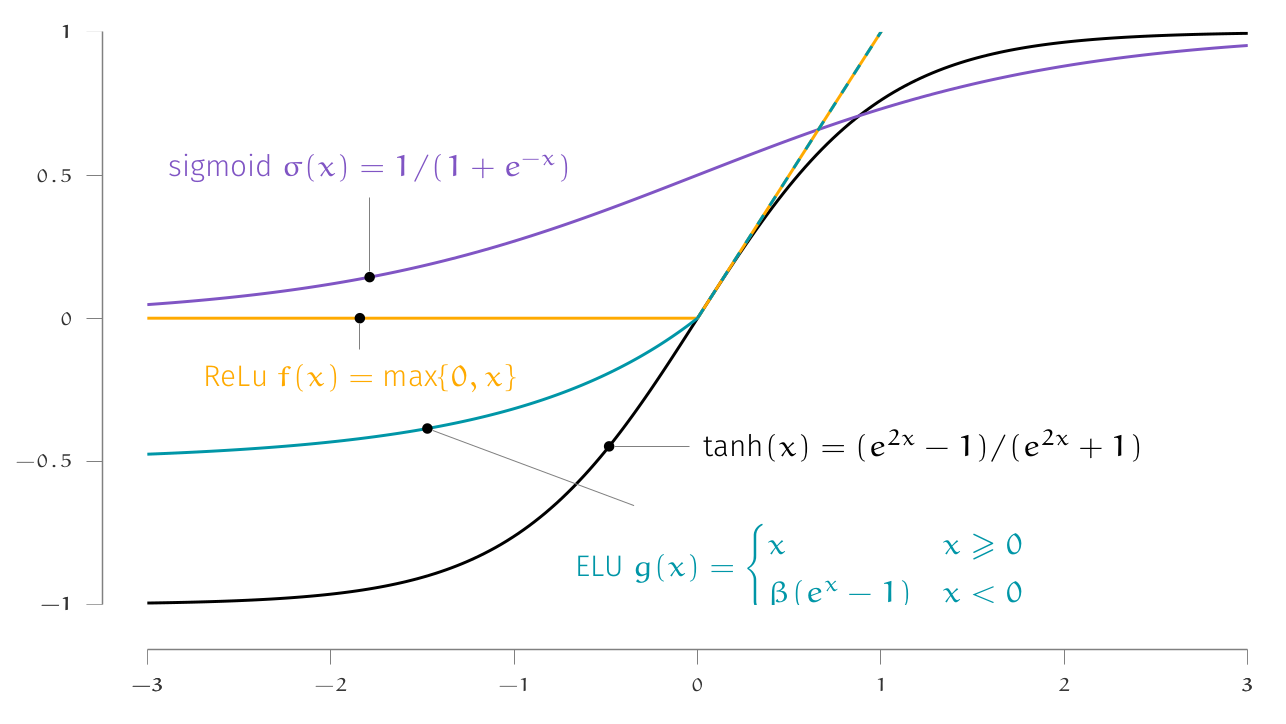 1
sigmoid σ(x) = 1/(1 + e^{−x})
0.5
0
ReLu f(x) = max{0, x}
−0.5
tanh(x) = (e^{2x} − 1)/(e^{2x} + 1)
ELU g(x) = { x x ⩾ 0
β(e^x − 1) x < 0
−1
−3 −2 −1 0 1 2 3